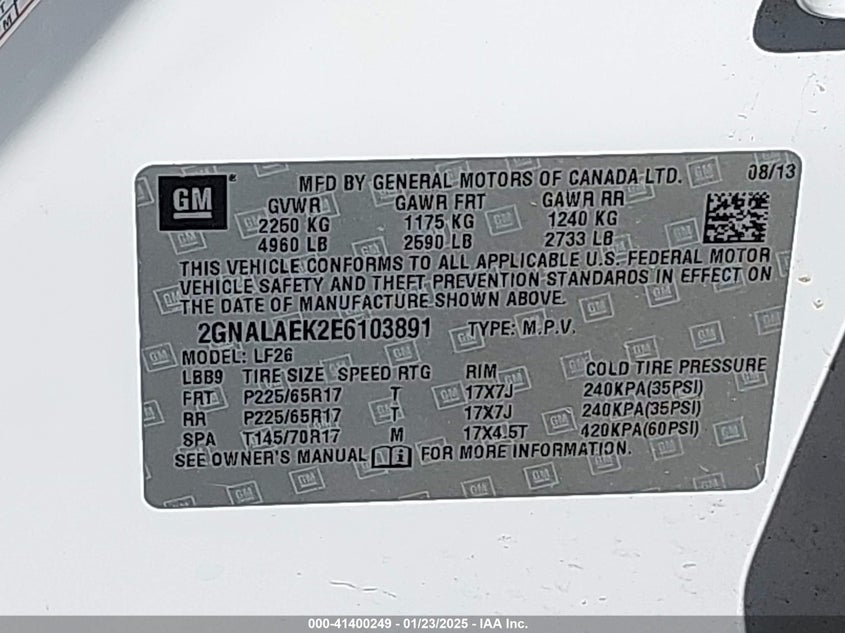 GM
MFD BY GENERAL MOTORS OF CANADA LTD. 08/13
GVWR GAWR FRT GAWR RR
2250 KG 1175 KG 1240 KG
4960 LB 2590 LB 2733 LB
THIS VEHICLE CONFORMS TO ALL APPLICABLE U.S. FEDERAL MOTOR
VEHICLE SAFETY AND THEFT PREVENTION STANDARDS IN EFFECT ON
THE DATE OF MANUFACTURE SHOWN ABOVE.
2GNALAEK2E6103891 TYPE: M.P.V.
MODEL: LF26
LBB9 TIRE SIZE SPEED RTG RIM COLD TIRE PRESSURE
FRT P225/65R17 T 17X7J 240KPA(35PSI)
RR P225/65R17 T 17X7J 240KPA(35PSI)
SPA T145/70R17 M 17X4.5T 420KPA(60PSI)
SEE OWNER'S MANUAL FOR MORE INFORMATION.
000-41400249 - 01/23/2025 - IAA Inc.